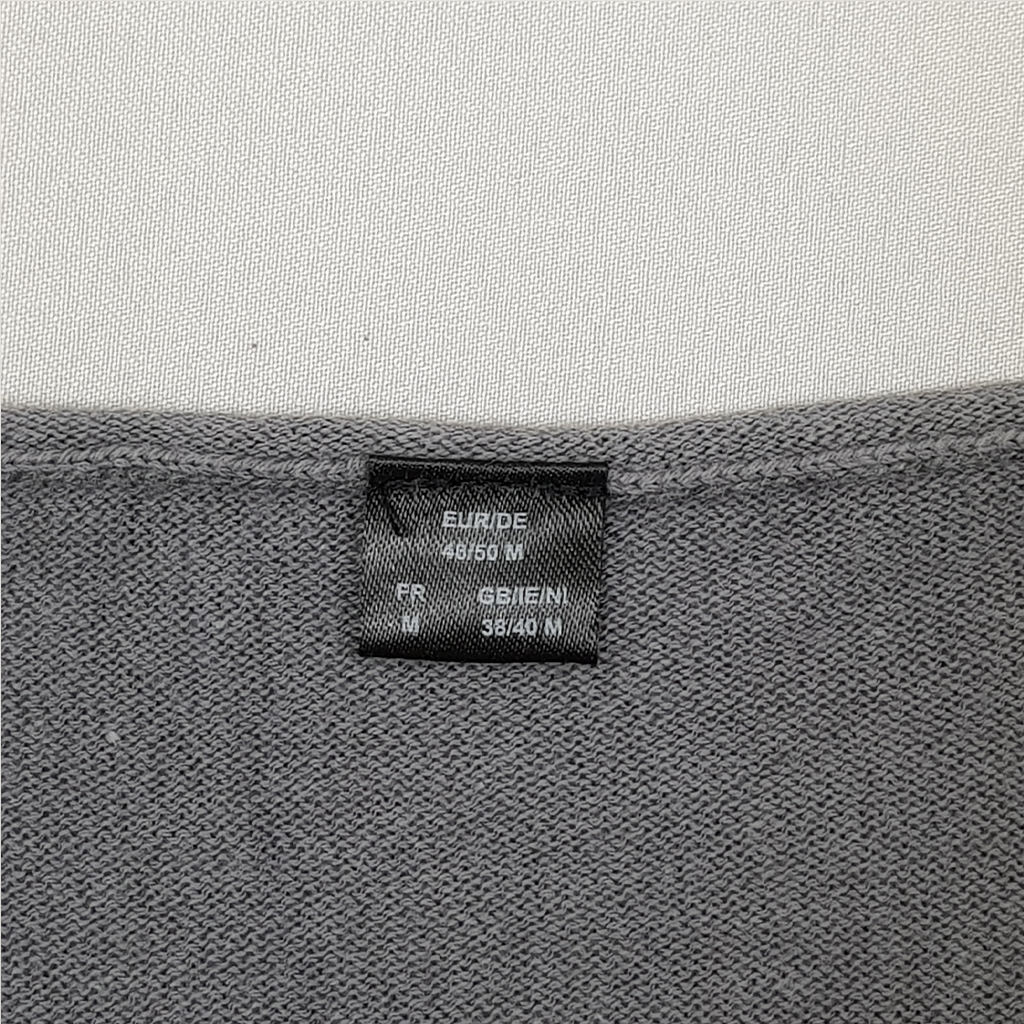 EUR/DE
48/50 M
FR GB/IE/NI
M 38/40 M